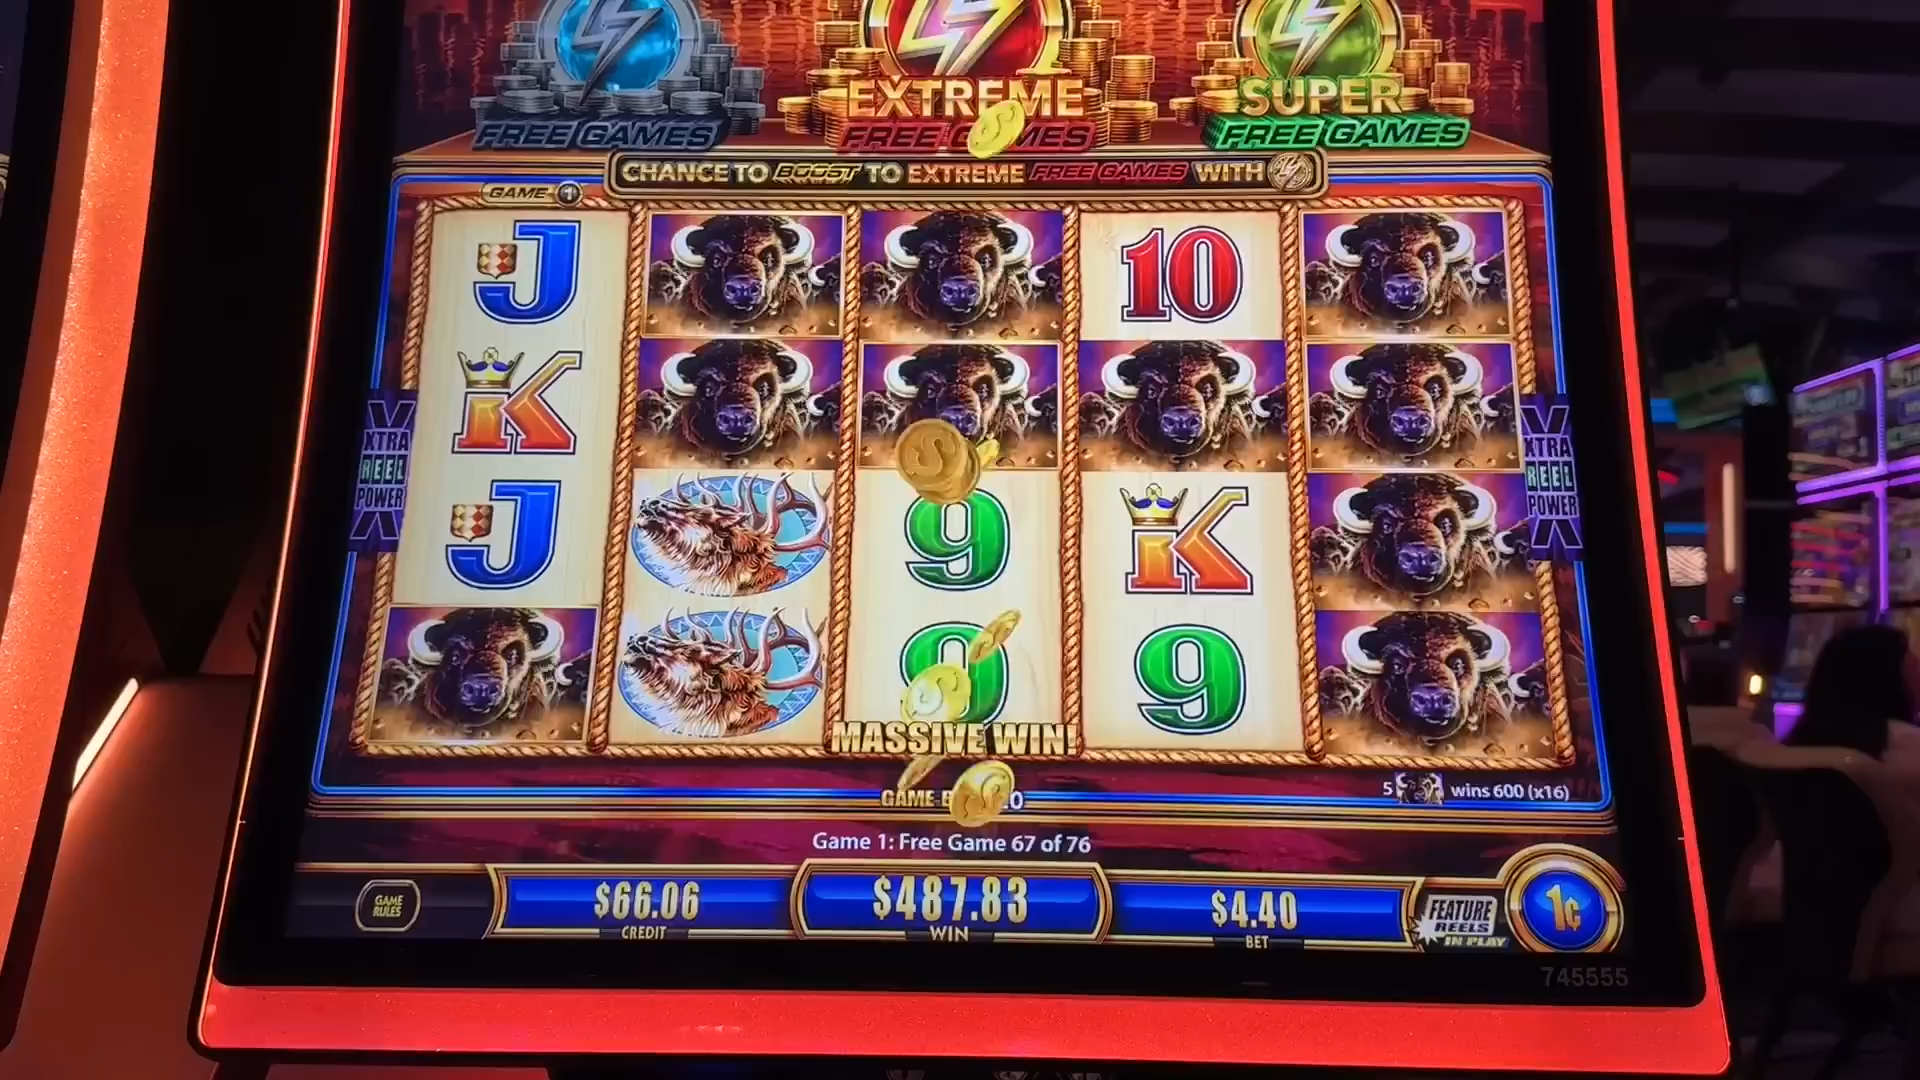 EXTREME
SUPER
FREE GAMES
FREE GAMES
FREE GAMES
CHANCE TO BOOST TO EXTREME FREE GAMES WITH
GAME 1
J
10
K
XTRA
REEL
POWER
XTRA
REEL
POWER
J
9
K
9
9
MASSIVE WIN!
GAME
5 wins 600 (x16)
Game 1: Free Game 67 of 76
GAME
RULES
$66.06
CREDIT
$487.83
WIN
$4.40
BET
FEATURE
REELS
IN PLAY
1¢
745555